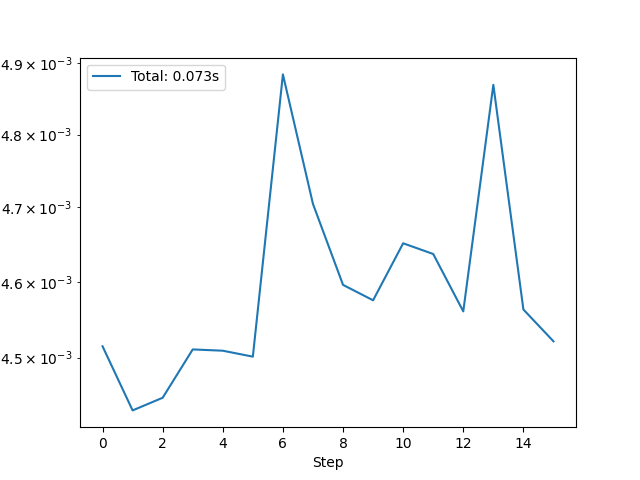 Total: 0.073s
4.9 × 10⁻³
4.8 × 10⁻³
4.7 × 10⁻³
4.6 × 10⁻³
4.5 × 10⁻³
0 2 4 6 8 10 12 14
Step